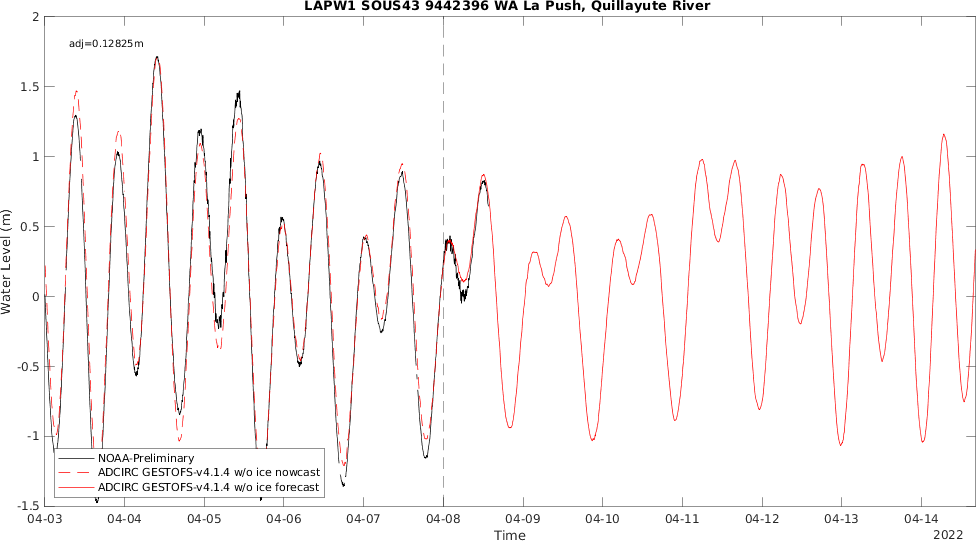 LAPW1 SOUS43 9442396 WA La Push, Quillayute River
adj=0.12825m
2
1.5
1
0.5
0
-0.5
-1
-1.5
Water Level (m)
NOAA-Preliminary
ADCIRC GESTOFS-v4.1.4 w/o ice nowcast
ADCIRC GESTOFS-v4.1.4 w/o ice forecast
04-03 04-04 04-05 04-06 04-07 04-08 04-09 04-10 04-11 04-12 04-13 04-14
Time
2022